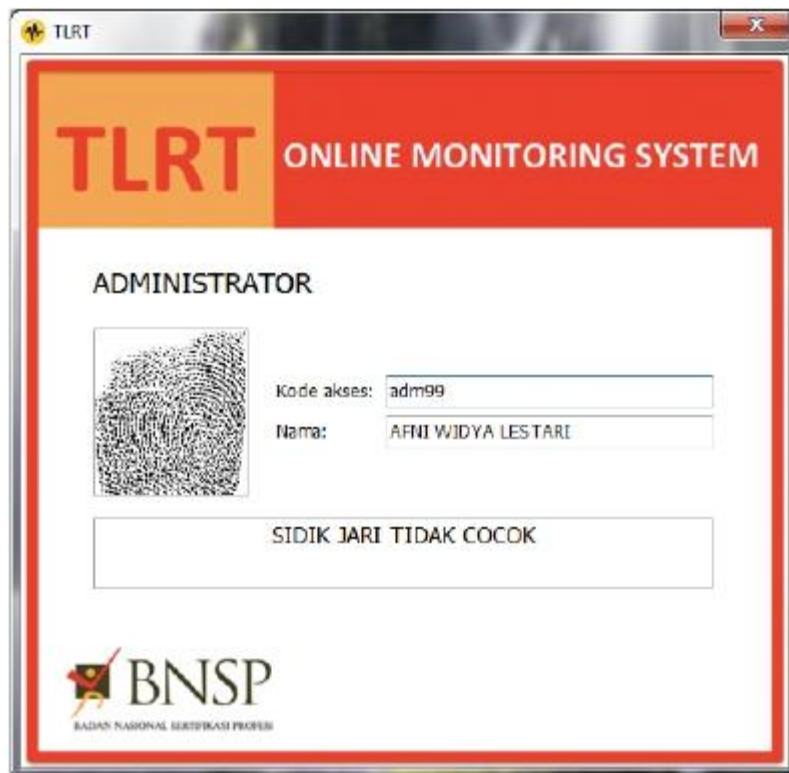 TLRT
TLRT
ONLINE MONITORING SYSTEM
ADMINISTRATOR
Kode akses: adm99
Nama: AFNI WIDYA LESTARI
SIDIK JARI TIDAK COCOK
BNSP
BADAN NASIONAL SERTIFIKASI PROFESI